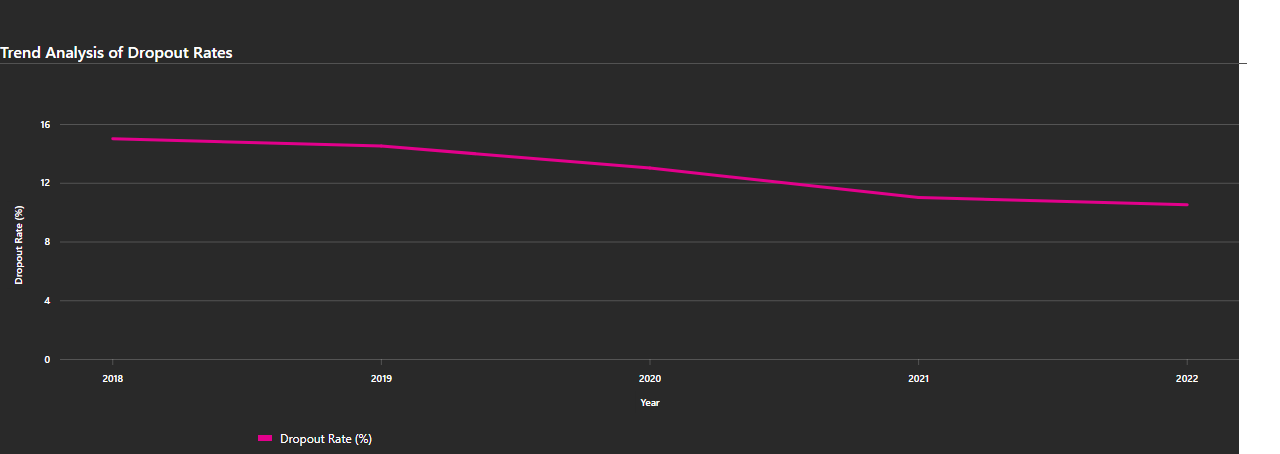 Trend Analysis of Dropout Rates
16
12
8
4
0
Dropout Rate (%)
2018 2019 2020 2021 2022
Year
Dropout Rate (%)